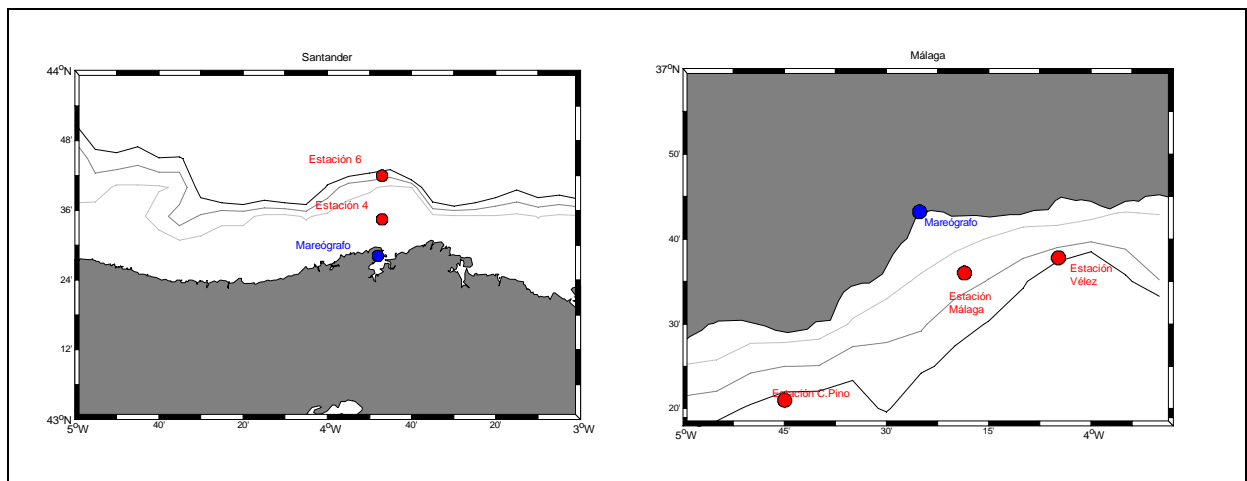 Santander
44°N
48'
36'
24'
12'
43°N
5°W
40'
20'
4°W
40'
20'
3°W
Estación 6
Estación 4
Mareógrafo
Málaga
37°N
50'
40'
30'
20'
5°W
45'
30'
15'
4°W
Mareógrafo
Estación
Vélez
Estación
Málaga
Estación C.Pino